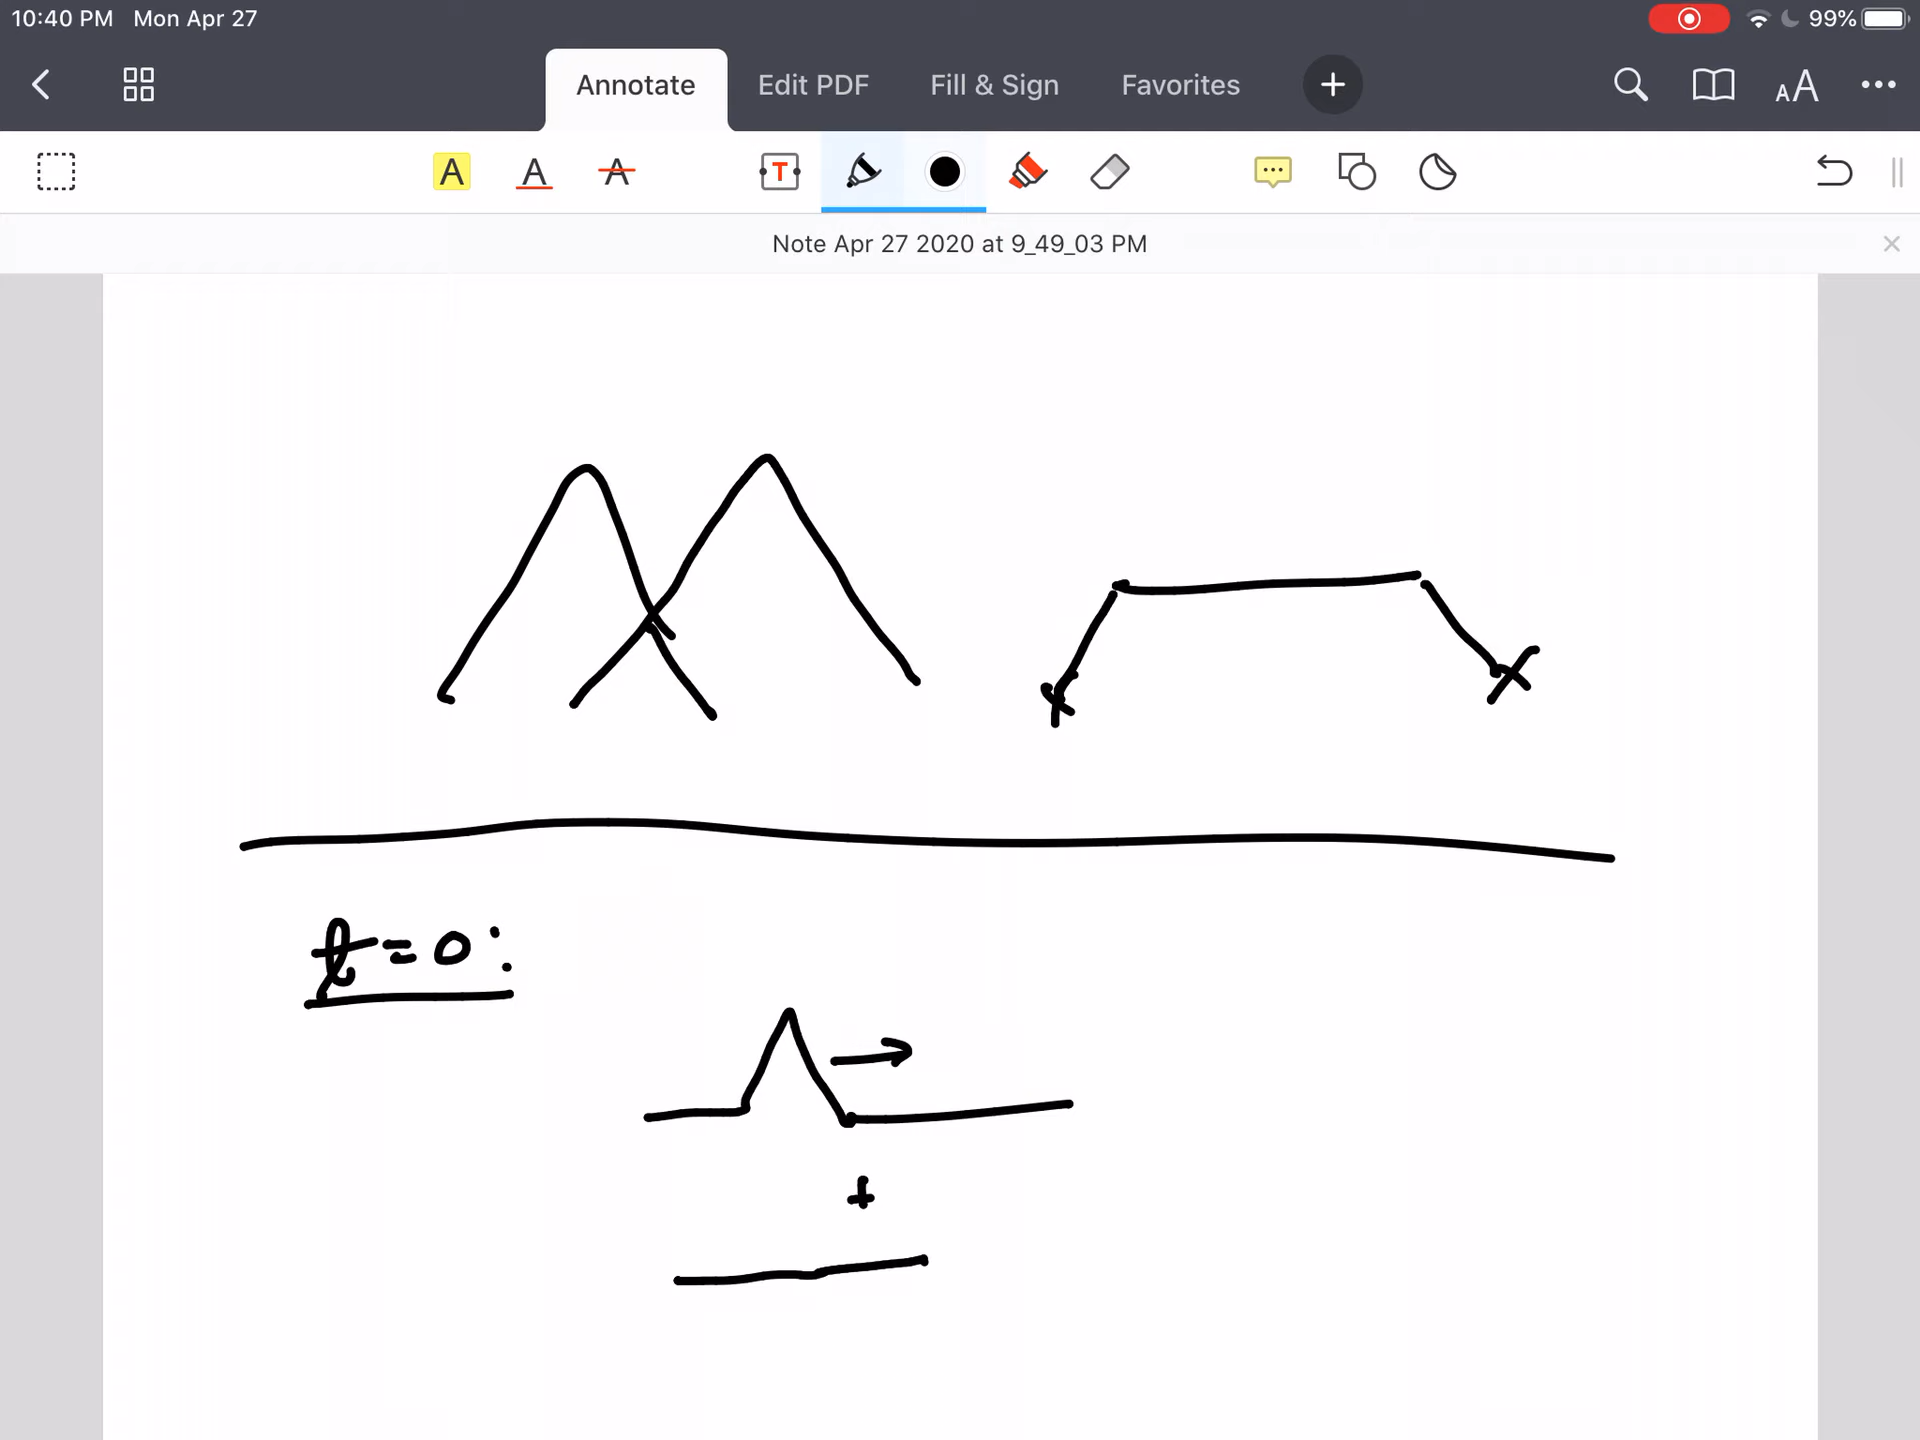 10:40 PM Mon Apr 27 99%
Annotate Edit PDF Fill & Sign Favorites +
AA
A A A T
Note Apr 27 2020 at 9_49_03 PM
t=0:
+